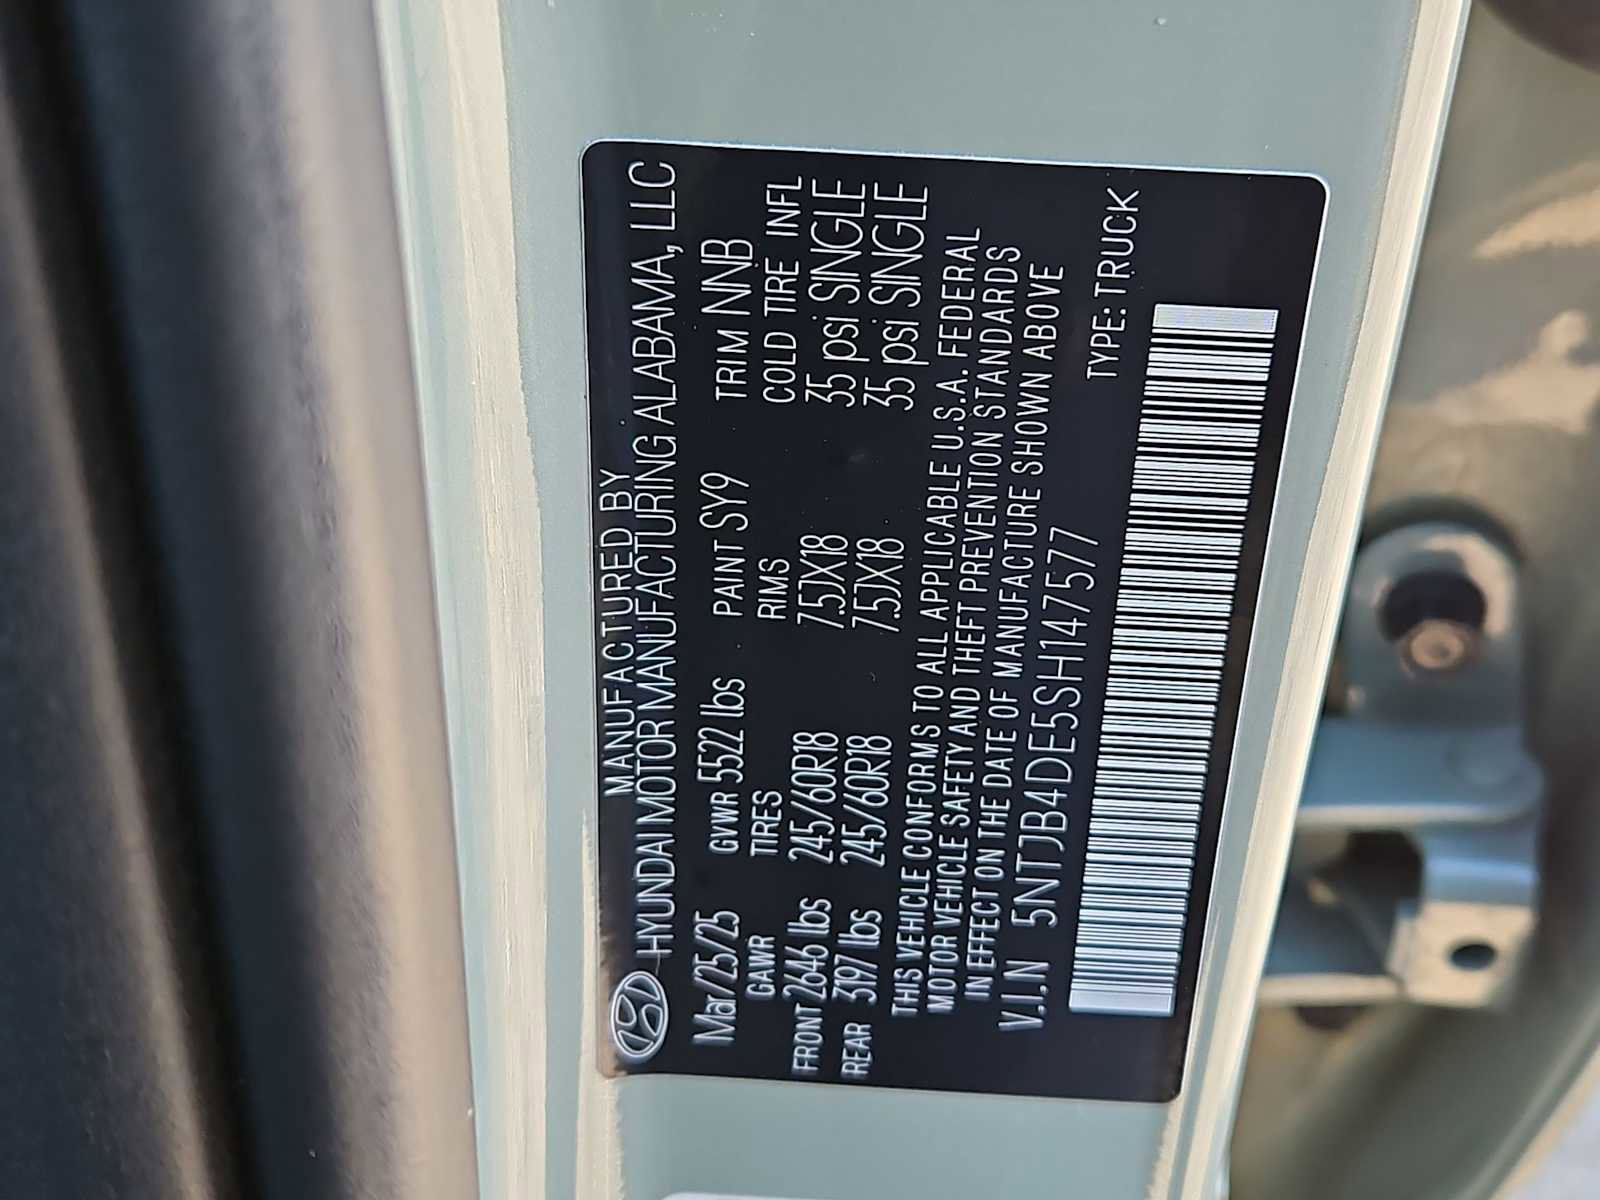 MANUFACTURED BY
HYUNDAI MOTOR MANUFACTURING ALABAMA, LLC
Mar/25/25 GVWR 5522 lbs PAINT SY9 TRIM NNB
GAWR TIRES RIMS COLD TIRE INFL
FRONT 2646 lbs 245/60R18 7.5JX18 35 psi SINGLE
REAR 3197 lbs 245/60R18 7.5JX18 35 psi SINGLE
THIS VEHICLE CONFORMS TO ALL APPLICABLE U.S.A. FEDERAL
MOTOR VEHICLE SAFETY AND THEFT PREVENTION STANDARDS
IN EFFECT ON THE DATE OF MANUFACTURE SHOWN ABOVE
V.I.N 5NTJB4DE5SH147577 TYPE: TRUCK